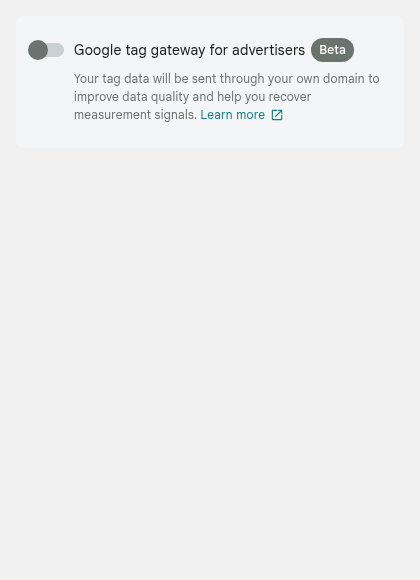 Google tag gateway for advertisers Beta
Your tag data will be sent through your own domain to
improve data quality and help you recover
measurement signals. Learn more